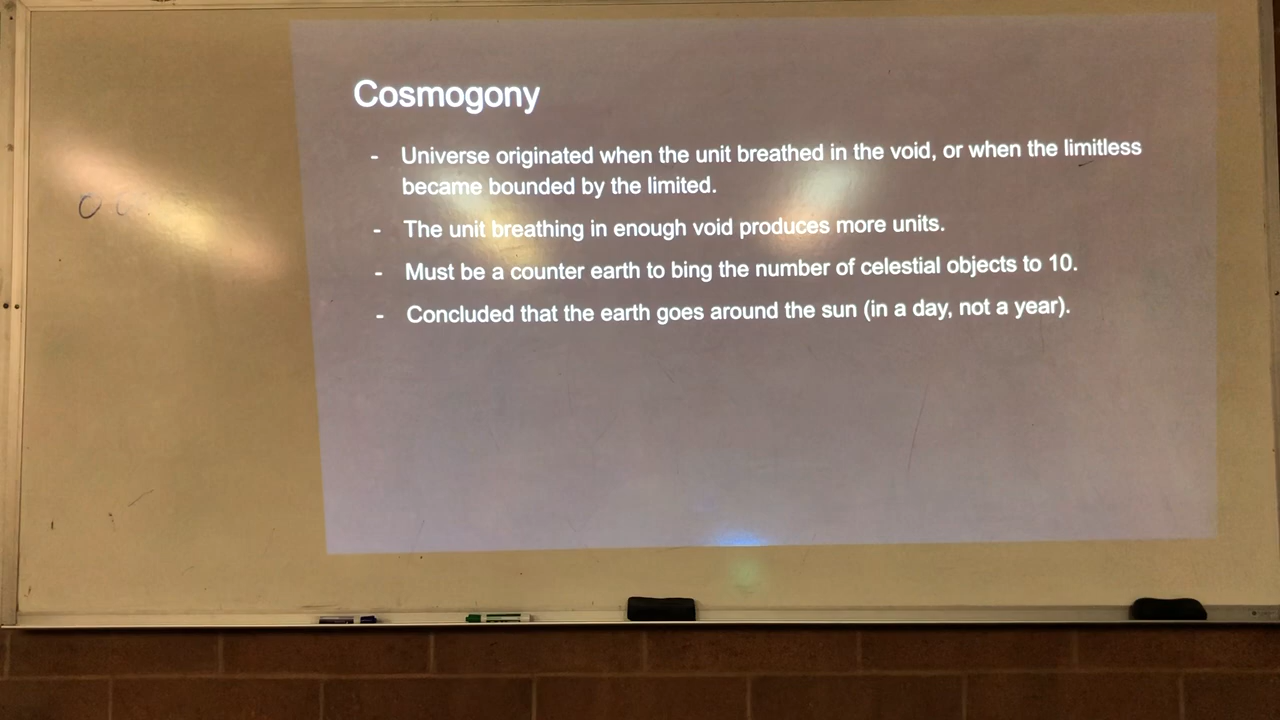 Cosmogony
- Universe originated when the unit breathed in the void, or when the limitless
became bounded by the limited.
- The unit breathing in enough void produces more units.
- Must be a counter earth to bing the number of celestial objects to 10.
- Concluded that the earth goes around the sun (in a day, not a year).